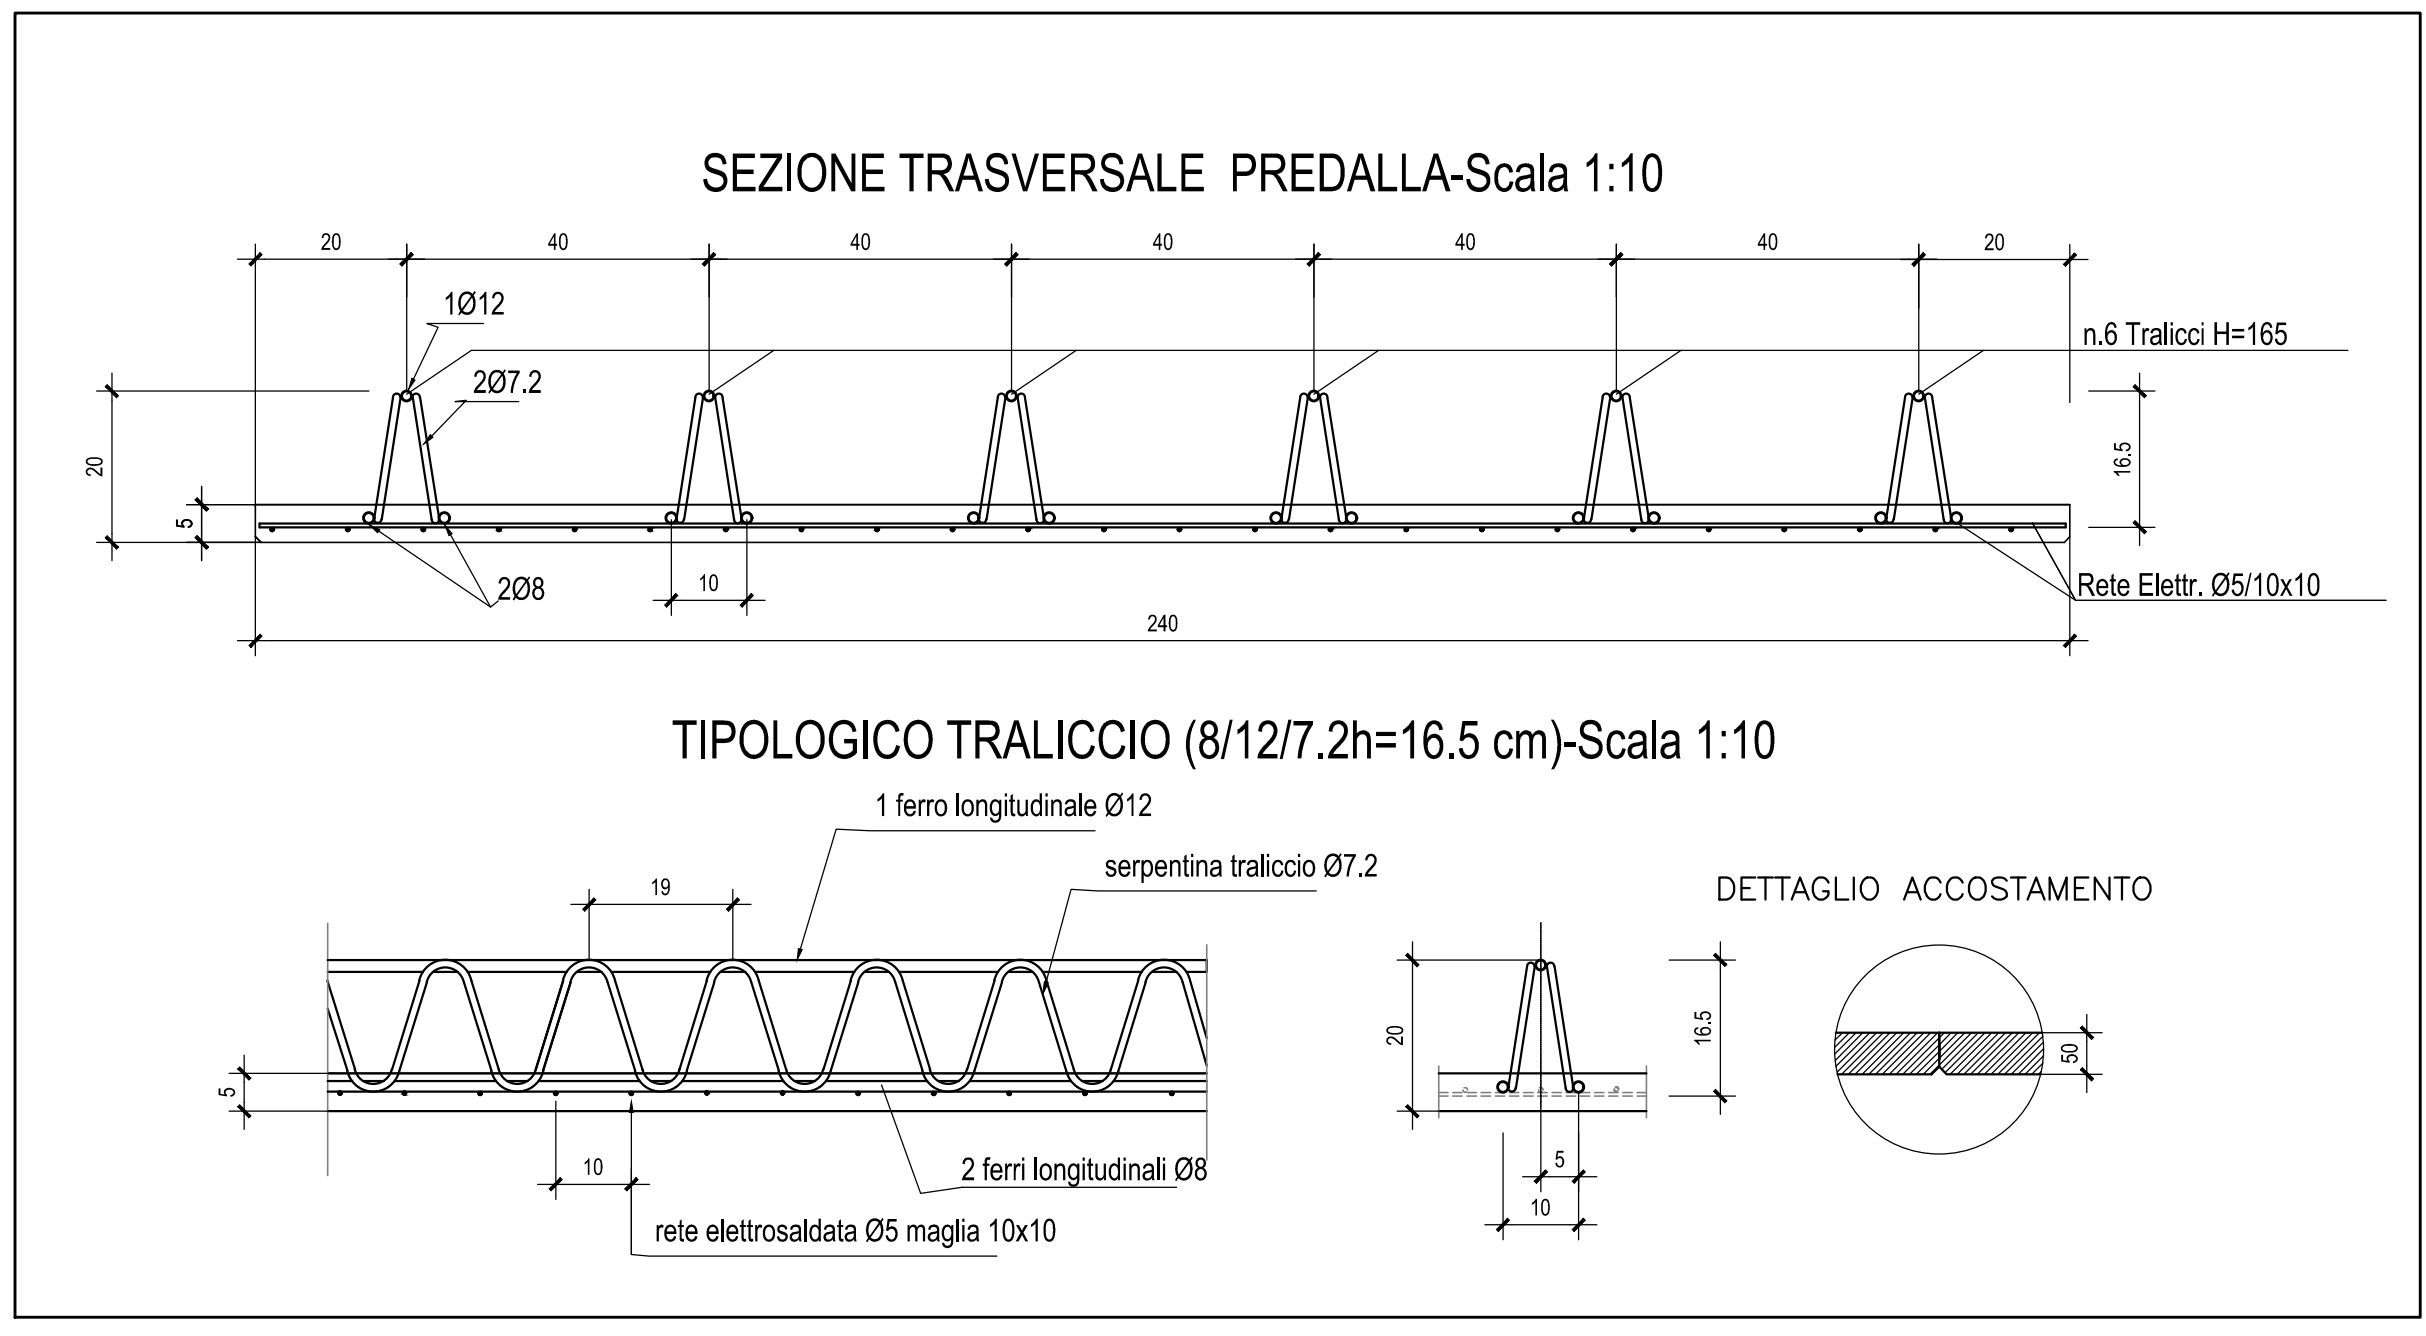 SEZIONE TRASVERSALE PREDALLA-Scala 1:10
20 40 40 40 40 40 20
1Ø12
n.6 Tralicci H=165
2Ø7.2
20
16.5
5
2Ø8
10
Rete Elettr. Ø5/10x10
240
TIPOLOGICO TRALICCIO (8/12/7.2h=16.5 cm)-Scala 1:10
1 ferro longitudinale Ø12
serpentina traliccio Ø7.2
19
5
10
2 ferri longitudinali Ø8
rete elettrosaldata Ø5 maglia 10x10
20
16.5
5
10
DETTAGLIO ACCOSTAMENTO
50